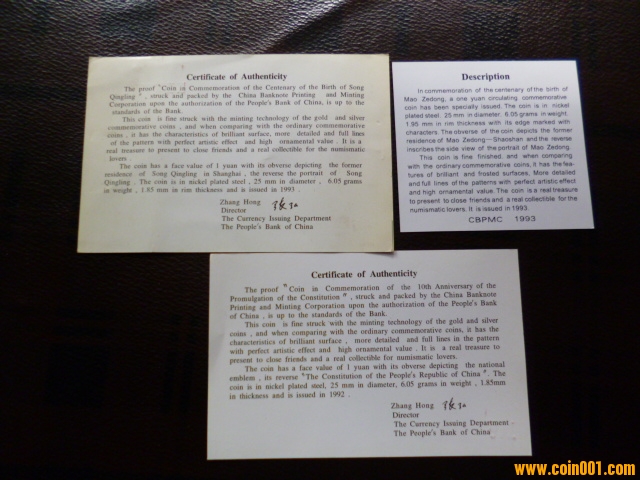 Certificate of Authenticity
The proof "Coin in Commemoration of the Centenary of the Birth of Song
Qingling", struck and packed by the China Banknote Printing and Minting
Corporation upon the authorization of the People's Bank of China, is up to the
standards of the Bank.
This coin is fine struck with the minting technology of the gold and silver
commemorative coins , and when comparing with the ordinary commemorative
coins , it has the characteristics of brilliant surface, more detailed and full lines
of the pattern with perfect artistic effect and high ornamental value . It is a
real treasure to present to close friends and a real collectible for numismatic
lovers
The coin has a face value of 1 yuan with its obverse depicting the former
residence of Song Qingling in Shanghai , the reverse the portrait of Song
Qingling . The coin is in nickel plated steel, 25 mm in diameter , 6.05 grams
in weight, 1.85 mm in rim thickness and is issued in 1993 .
Zhang Hong
Director
The Currency Issuing Department
The People's Bank of China
Description
In commemoration of the centenary of the birth of
Mao Zedong, a one yuan circulating commemorative
coin has been specially issued. The coin is in nickel
plated steel. 25 mm in diameter. 6.05 grams in weight.
1.95 mm in rim thickness with its edge marked with
characters. The obverse of the coin depicts the former
residence of Mao Zedong—Shaoshan and the reverse
inscribes the side view of the portrait of Mao Zedong.
This coin is fine finished. and when comparing
with the ordinary commemorative coins, it has the fea-
tures of brilliant and frosted surfaces. More detailed
and full lines of the patterns with perfect artistic effect
and high ornamental value. The coin is a real treasure
to present to close friends and a real collectible for the
numismatic lovers. It is issued in 1993.
CBPMC 1993
Certificate of Authenticity
The proof "Coin in Commemoration of the 10th Anniversary of the
Promulgation of the Constitution", struck and packed by the China Banknote
Printing and Minting Corporation upon the authorization of the People's Bank
of China , is up to the standards of the Bank.
This coin is fine struck with the minting technology of the gold and silver
coins , and when comparing with the ordinary commemorative coins, it has the
characteristics of brilliant surface , more detailed and full lines in the pattern
with perfect artistic effect and high ornamental value . It is a real treasure to
present to close friends and a real collectible for numismatic lovers.
The coin has a face value of 1 yuan with its obverse depicting the national
emblem , its reverse "The Constitution of the People's Republic of China ". The
coin is in nickel plated steel, 25 mm in diameter, 6.05 grams in weight , 1.85mm
in thickness and is issued in 1992 .
Zhang Hong
Director
The Currency Issuing Department
The People's Bank of China
www.coin001.com